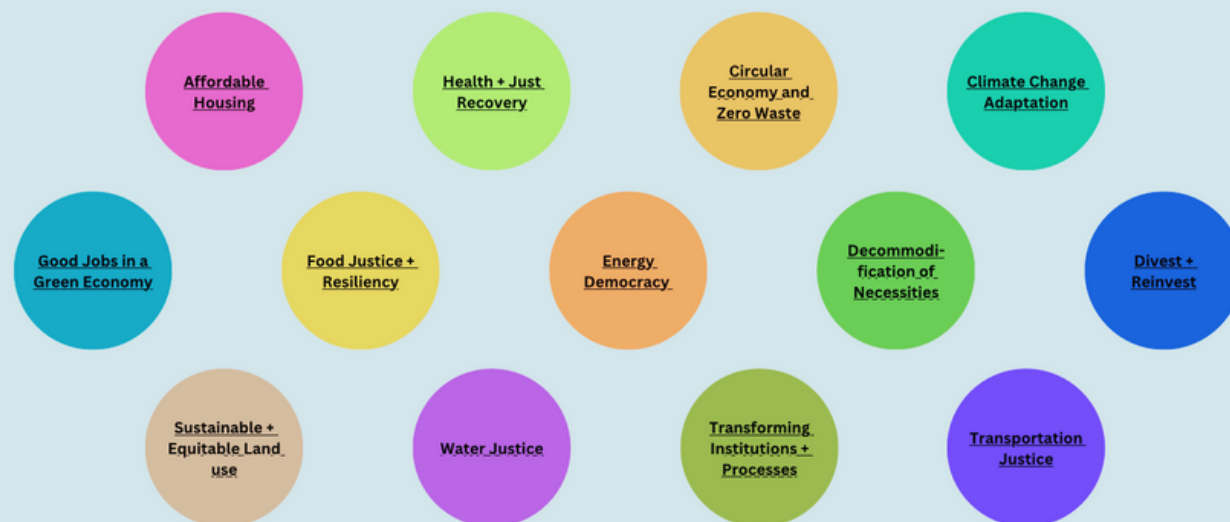 Affordable
Housing
Health + Just
Recovery
Circular
Economy and
Zero Waste
Climate Change
Adaptation
Good Jobs in a
Green Economy
Food Justice +
Resiliency
Energy
Democracy
Decommodi-
fication of
Necessities
Divest +
Reinvest
Sustainable +
Equitable Land
use
Water Justice
Transforming
Institutions +
Processes
Transportation
Justice